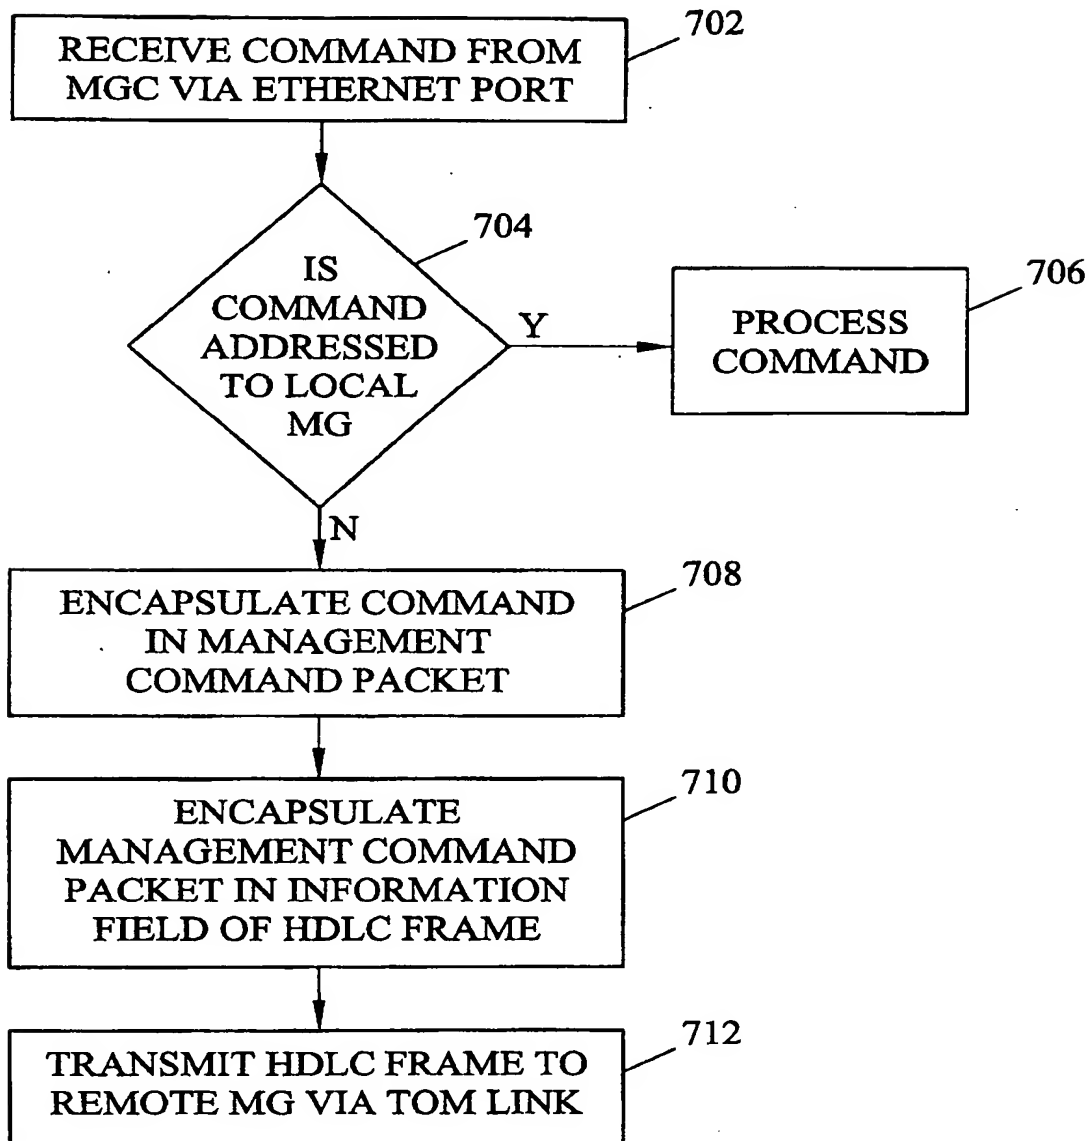 RECEIVE COMMAND FROM
MGC VIA ETHERNET PORT
702
IS
COMMAND
ADDRESSED
TO LOCAL
MG
704
Y
PROCESS
COMMAND
706
N
ENCAPSULATE COMMAND
IN MANAGEMENT
COMMAND PACKET
708
ENCAPSULATE
MANAGEMENT COMMAND
PACKET IN INFORMATION
FIELD OF HDLC FRAME
710
TRANSMIT HDLC FRAME TO
REMOTE MG VIA TOM LINK
712